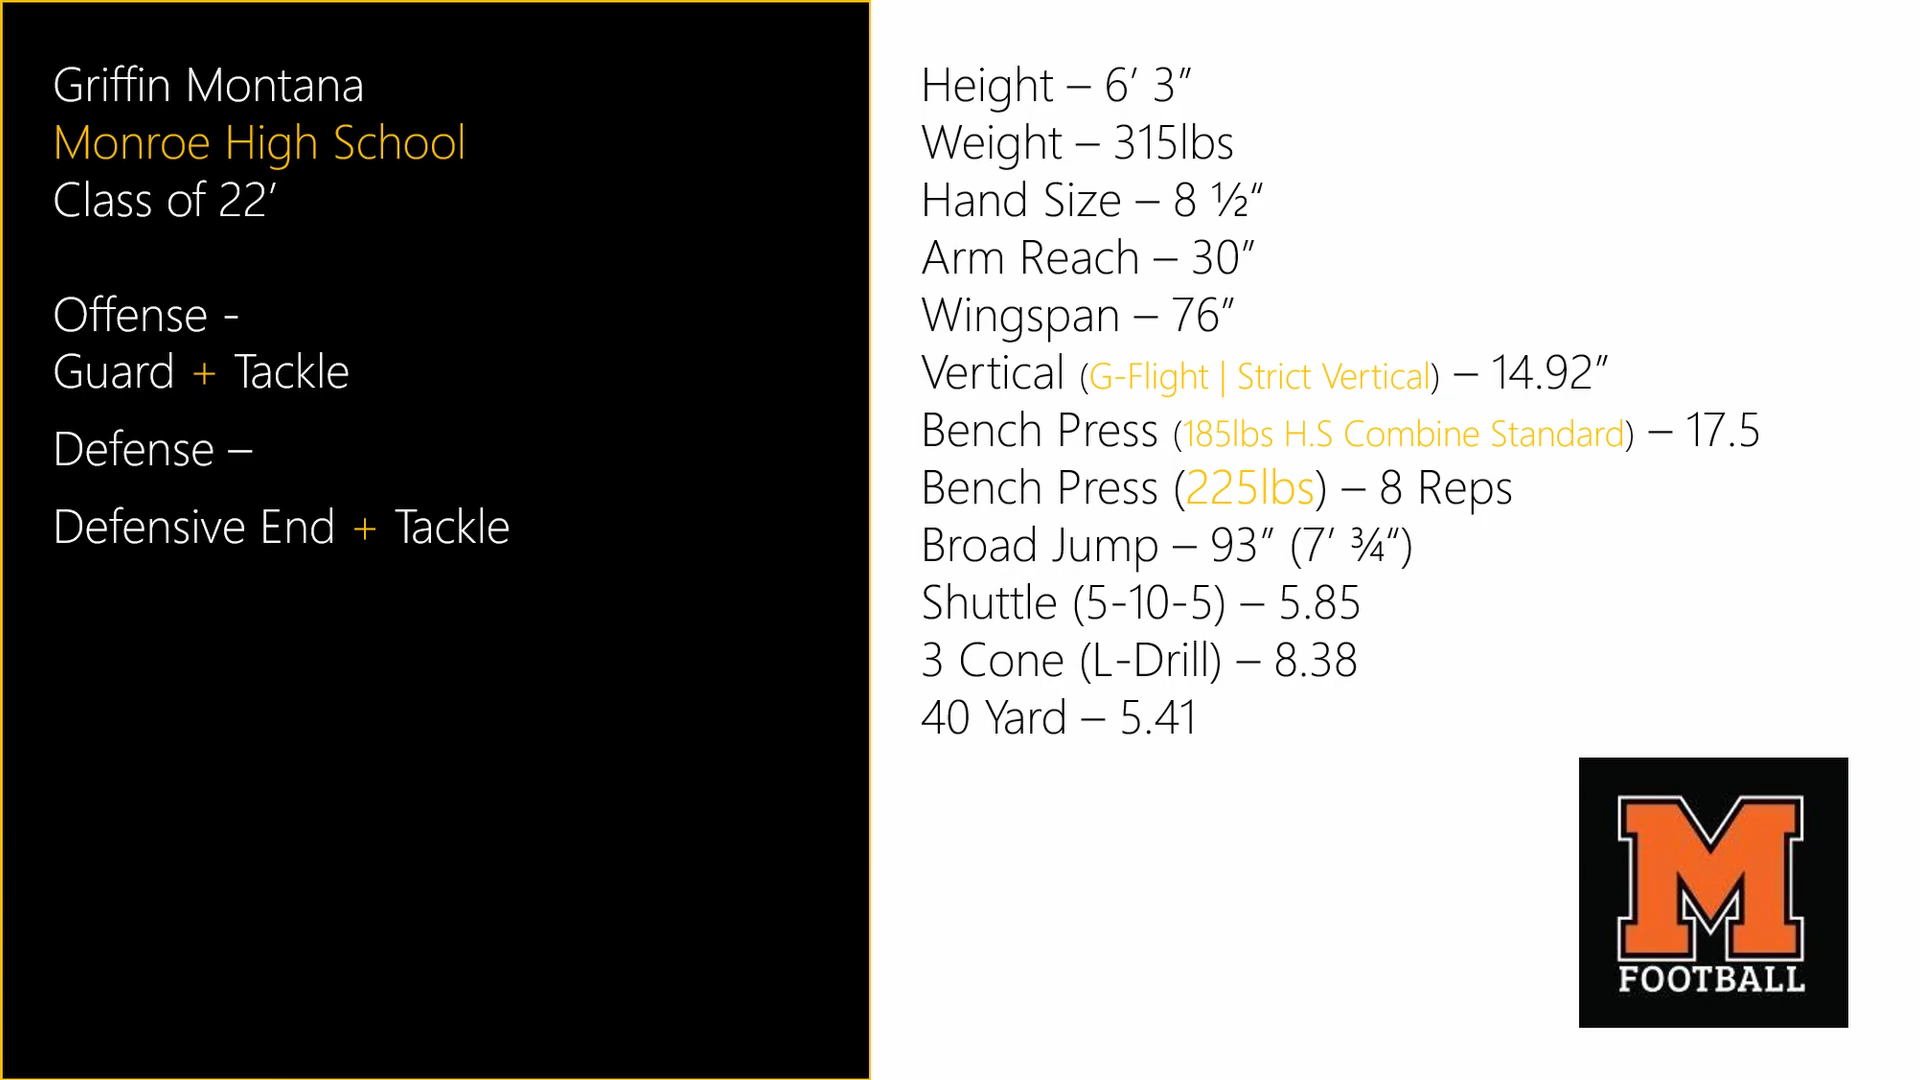 Griffin Montana
Monroe High School
Class of 22′
Offense -
Guard + Tackle
Defense –
Defensive End + Tackle
Height – 6′ 3″
Weight – 315lbs
Hand Size – 8 ½“
Arm Reach – 30″
Wingspan – 76″
Vertical (G-Flight | Strict Vertical) – 14.92″
Bench Press (185lbs H.S Combine Standard) – 17.5
Bench Press (225lbs) – 8 Reps
Broad Jump – 93″ (7′ ¾“)
Shuttle (5-10-5) – 5.85
3 Cone (L-Drill) – 8.38
40 Yard – 5.41
M
FOOTBALL